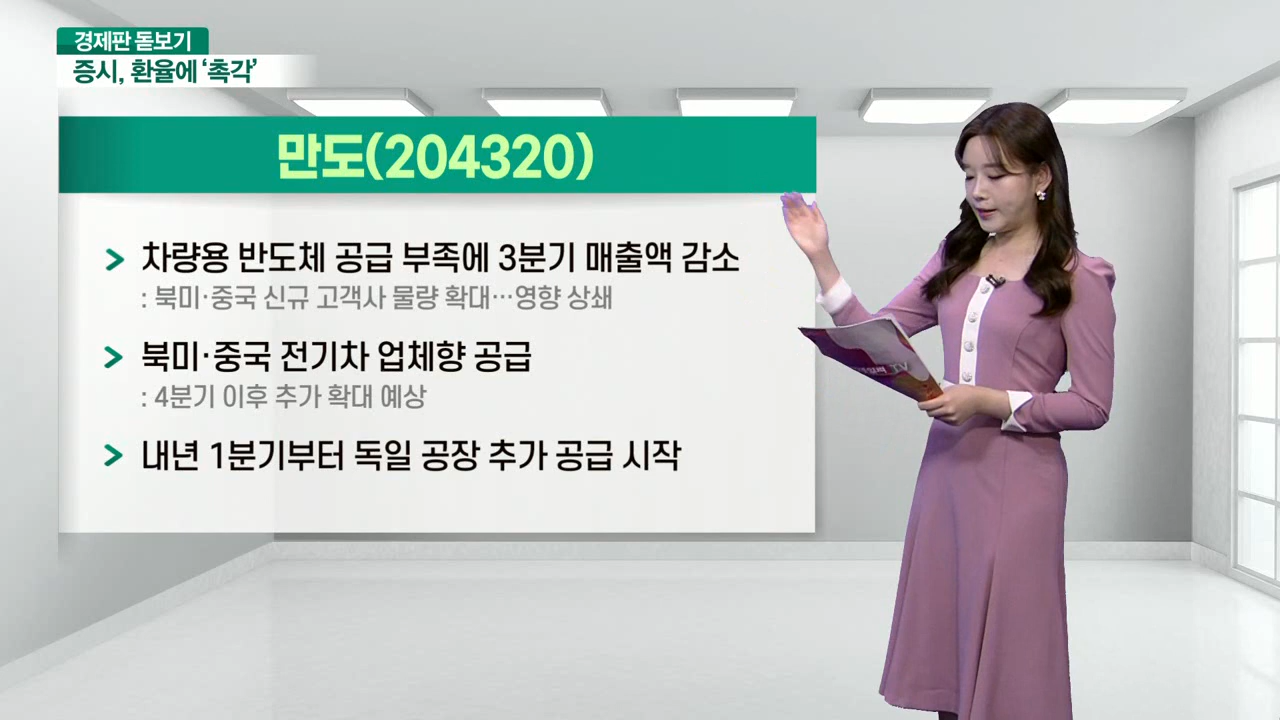 경제판 돋보기
증시, 환율에 ‘촉각’
만도(204320)
차량용 반도체 공급 부족에 3분기 매출액 감소
: 북미·중국 신규 고객사 물량 확대…영향 상쇄
북미·중국 전기차 업체향 공급
: 4분기 이후 추가 확대 예상
내년 1분기부터 독일 공장 추가 공급 시작